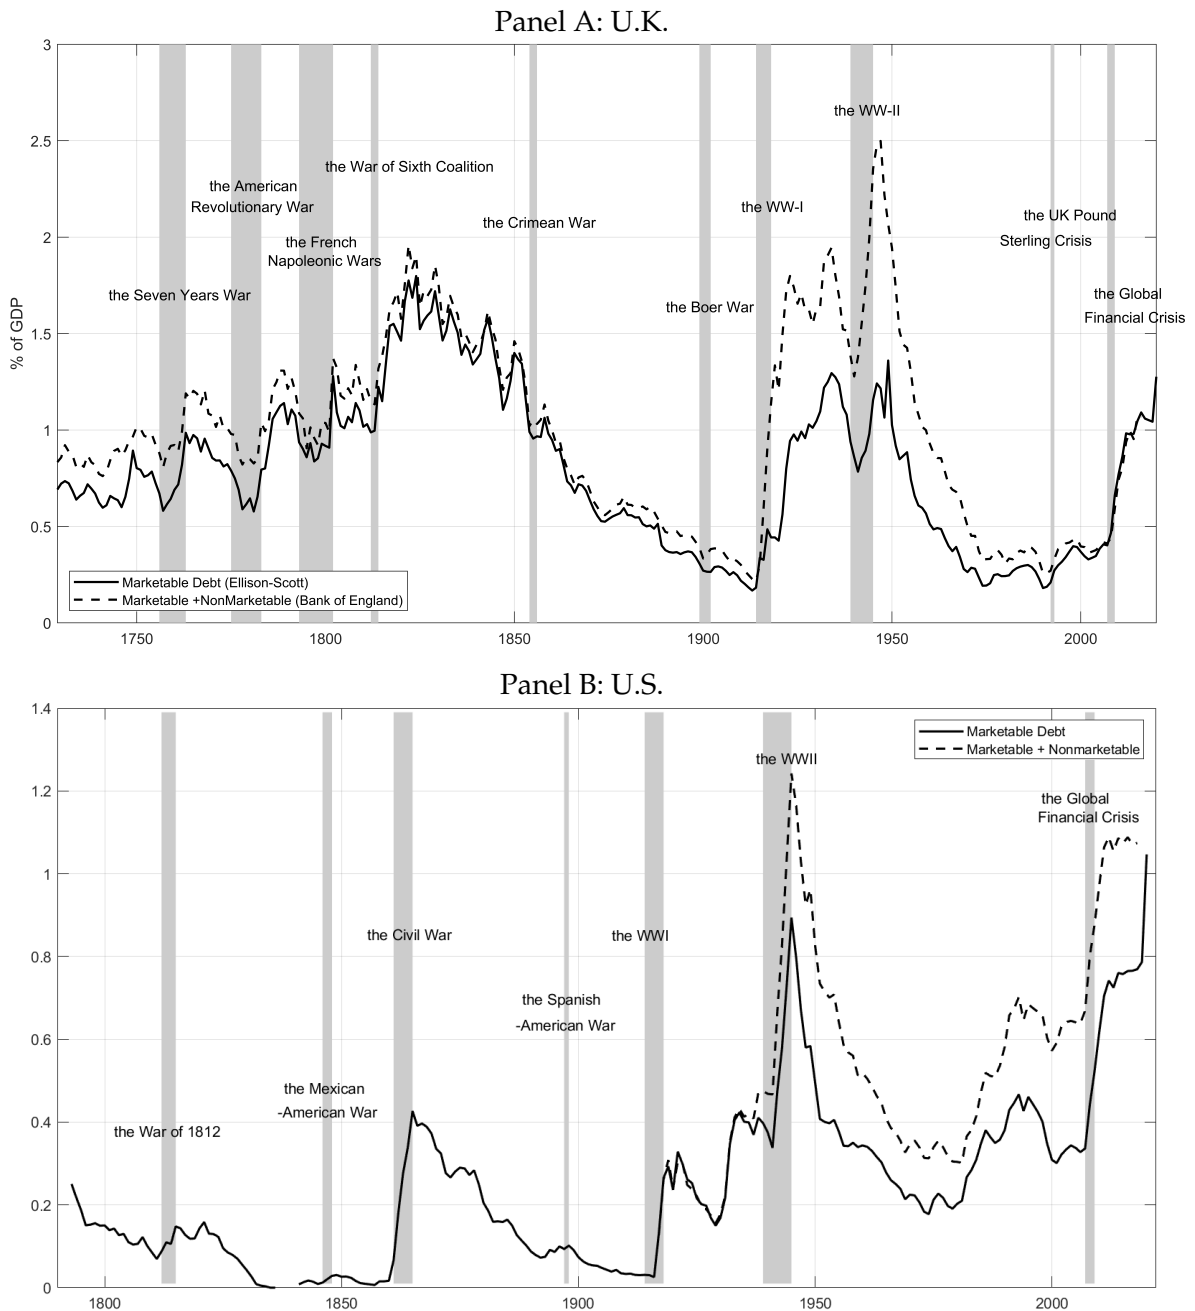 Panel A: U.K.
3
2.5
2
1.5
1
0.5
0
% of GDP
the WW-II
the War of Sixth Coalition
the American
Revolutionary War
the WW-I
the Crimean War
the UK Pound
Sterling Crisis
the French
Napoleonic Wars
the Seven Years War
the Global
Financial Crisis
the Boer War
Marketable Debt (Ellison-Scott)
Marketable +NonMarketable (Bank of England)
1750
1800
1850
1900
1950
2000
Panel B: U.S.
1.4
1.2
1
0.8
0.6
0.4
0.2
0
Marketable Debt
Marketable + Nonmarketable
the WWII
the Global
Financial Crisis
the Civil War
the WWI
the Spanish
-American War
the Mexican
-American War
the War of 1812
1800
1850
1900
1950
2000